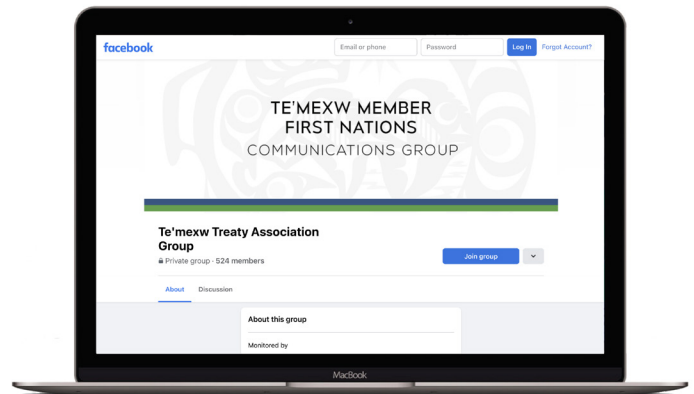 facebook
Email or phone
Password
Log In
Forgot Account?
TE'MEXW MEMBER
FIRST NATIONS
COMMUNICATIONS GROUP
Te'mexw Treaty Association
Group
Private group · 524 members
Join group
About
Discussion
About this group
Monitored by
MacBook